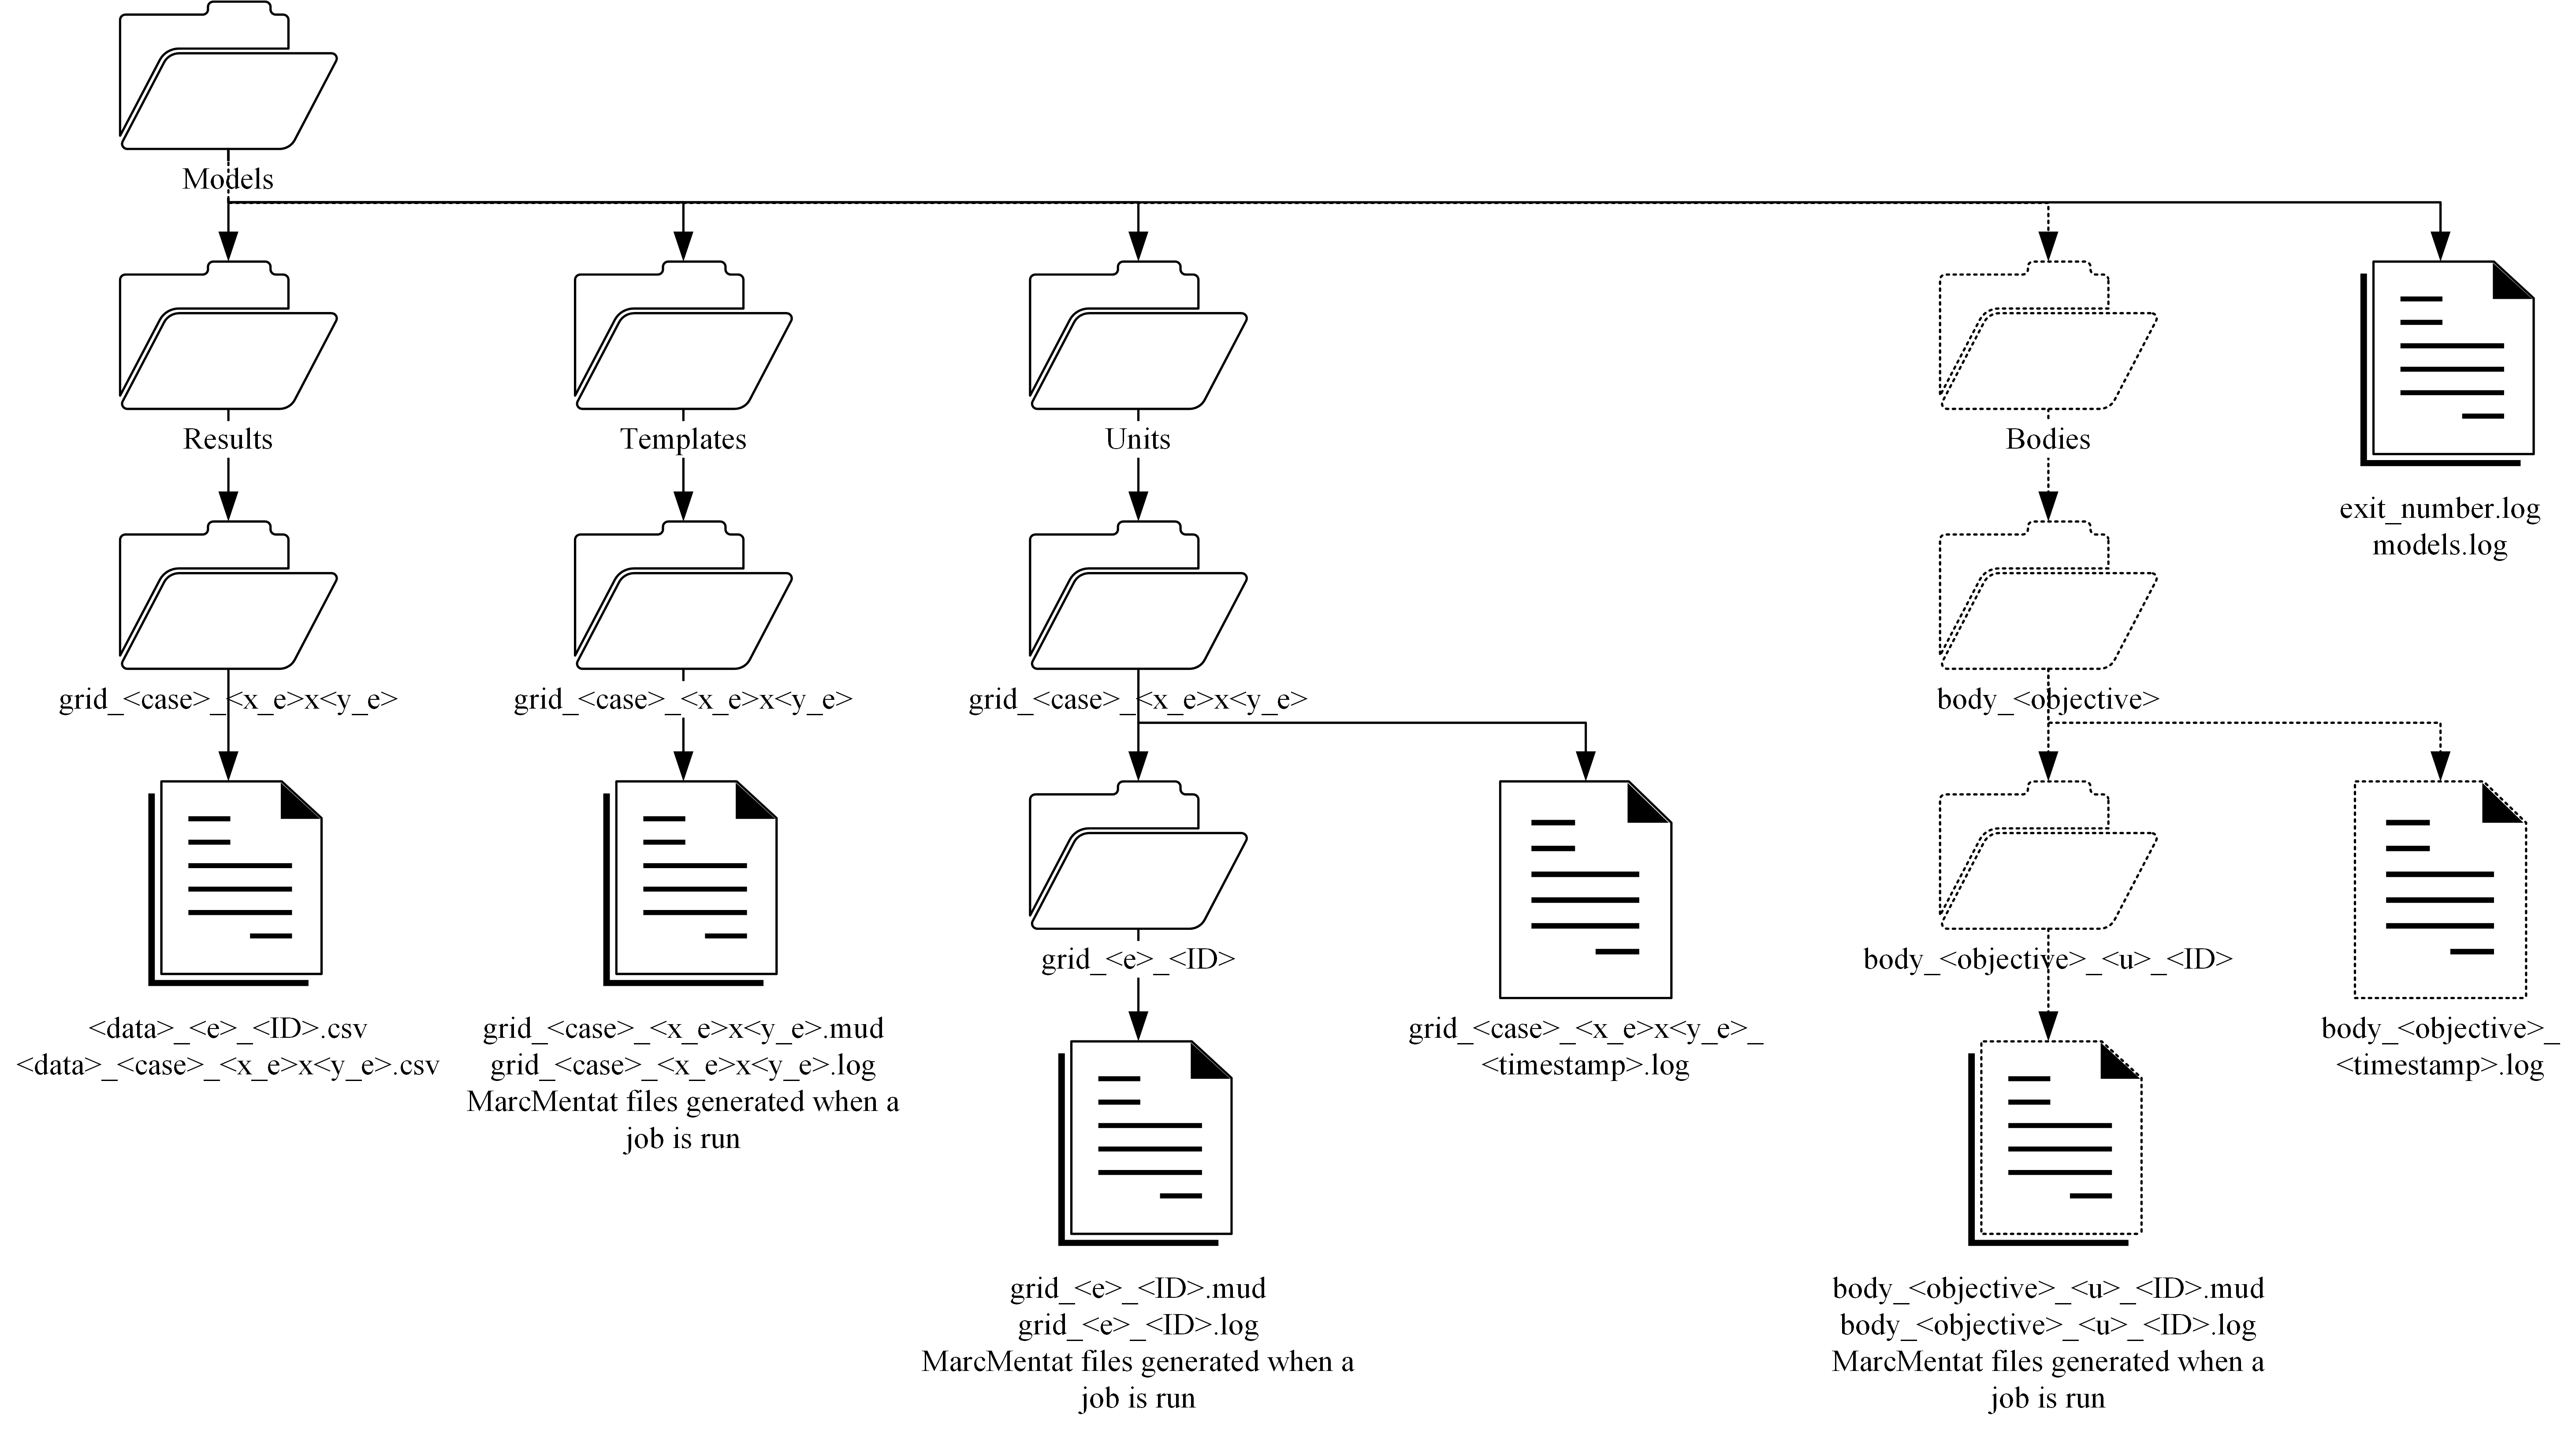 Models
Results
Templates
Units
Bodies
exit_number.log
models.log
grid_<case>_<x_e>x<y_e>
grid_<case>_<x_e>x<y_e>
grid_<case>_<x_e>x<y_e>
body_<objective>
grid_<e>_<ID>
body_<objective>_<u>_<ID>
<data>_<e>_<ID>.csv
<data>_<case>_<x_e>x<y_e>.csv
grid_<case>_<x_e>x<y_e>.mud
grid_<case>_<x_e>x<y_e>.log
MarcMentat files generated when a
job is run
grid_<case>_<x_e>x<y_e>_
<timestamp>.log
body_<objective>_
<timestamp>.log
grid_<e>_<ID>.mud
grid_<e>_<ID>.log
MarcMentat files generated when a
job is run
body_<objective>_<u>_<ID>.mud
body_<objective>_<u>_<ID>.log
MarcMentat files generated when a
job is run